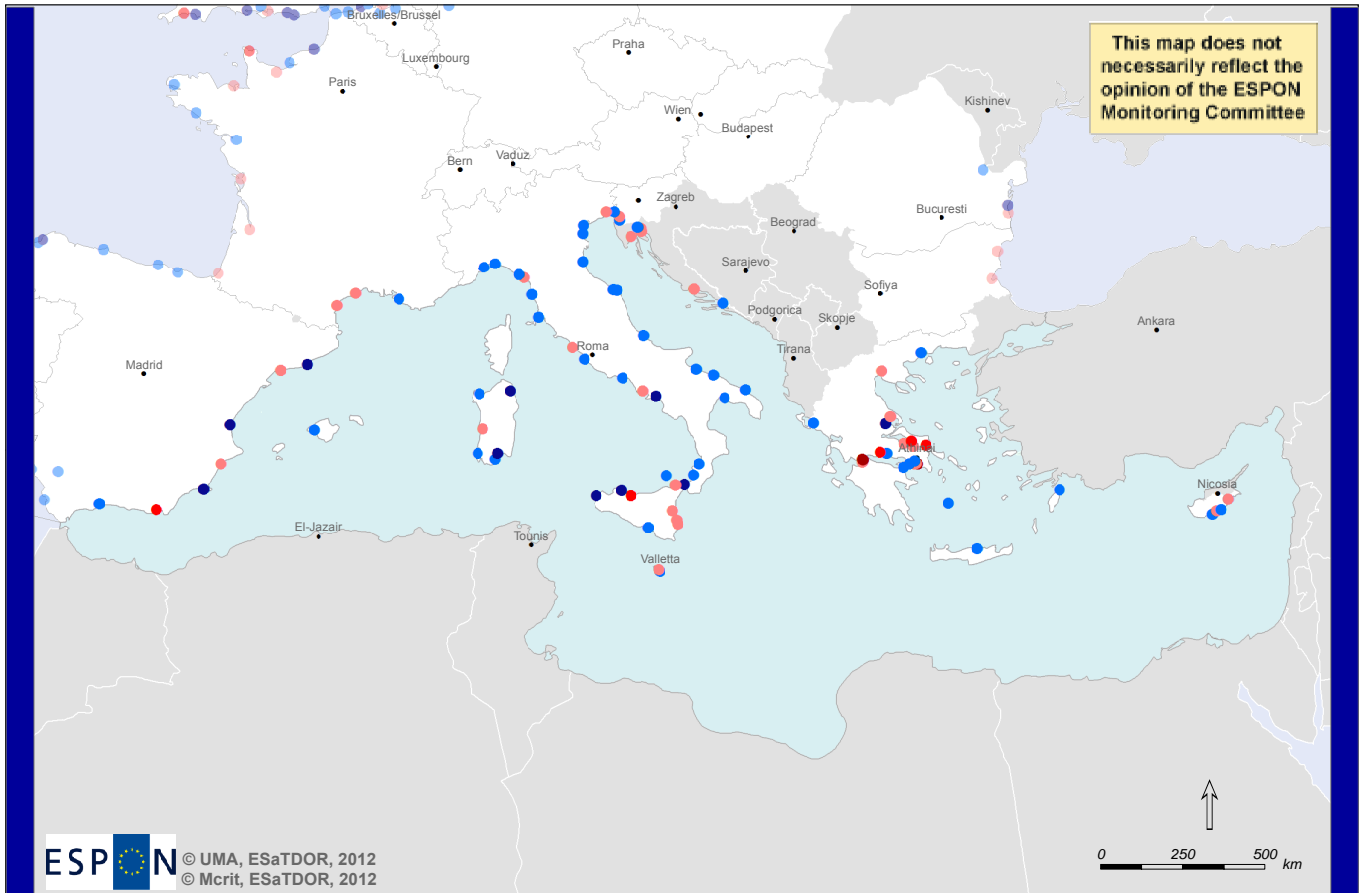 Bruxelles/Brussel
This map does not
necessarily reflect the
opinion of the ESPON
Monitoring Committee
Praha
Luxembourg
Paris
Kishinev
Wien
Budapest
Vaduz
Bern
Zagreb
Bucuresti
Beograd
Sarajevo
Sofiya
Podgorica
Skopje
Ankara
Roma
Tirana
Madrid
Athinai
Nicosia
El-Jazair
Tounis
Valletta
ESPON
© UMA, ESaTDOR, 2012
© Mcrit, ESaTDOR, 2012
0 250 500 km